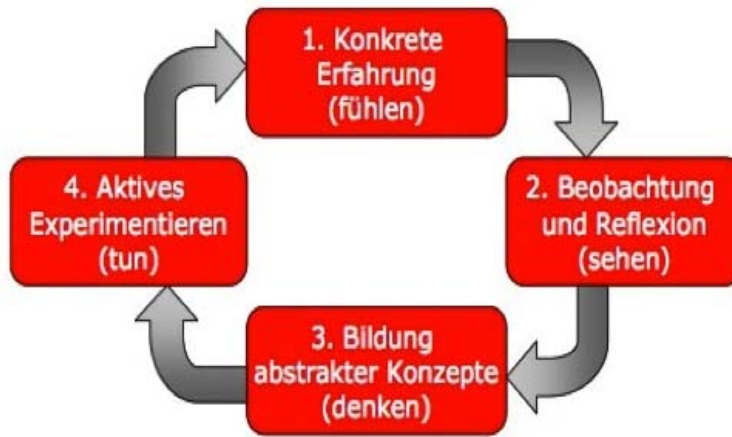 1. Konkrete
Erfahrung
(fühlen)
2. Beobachtung
und Reflexion
(sehen)
3. Bildung
abstrakter Konzepte
(denken)
4. Aktives
Experimentieren
(tun)